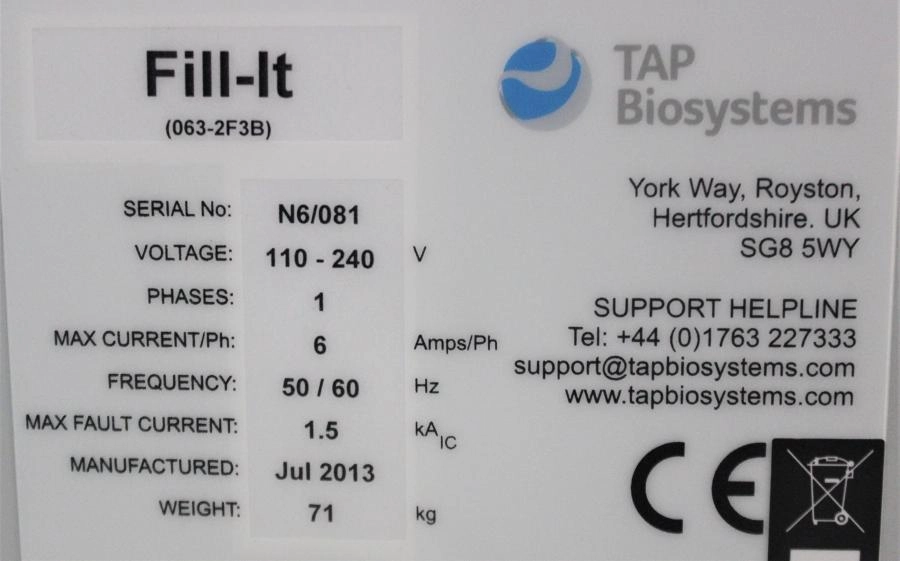 Fill-It
(063-2F3B)
TAP
Biosystems
SERIAL No: N6/081
VOLTAGE: 110 - 240 V
PHASES: 1
MAX CURRENT/Ph: 6 Amps/Ph
FREQUENCY: 50 / 60 Hz
MAX FAULT CURRENT: 1.5 kA IC
MANUFACTURED: Jul 2013
WEIGHT: 71 kg
York Way, Royston,
Hertfordshire. UK
SG8 5WY
SUPPORT HELPLINE
Tel: +44 (0)1763 227333
support@tapbiosystems.com
www.tapbiosystems.com
CE